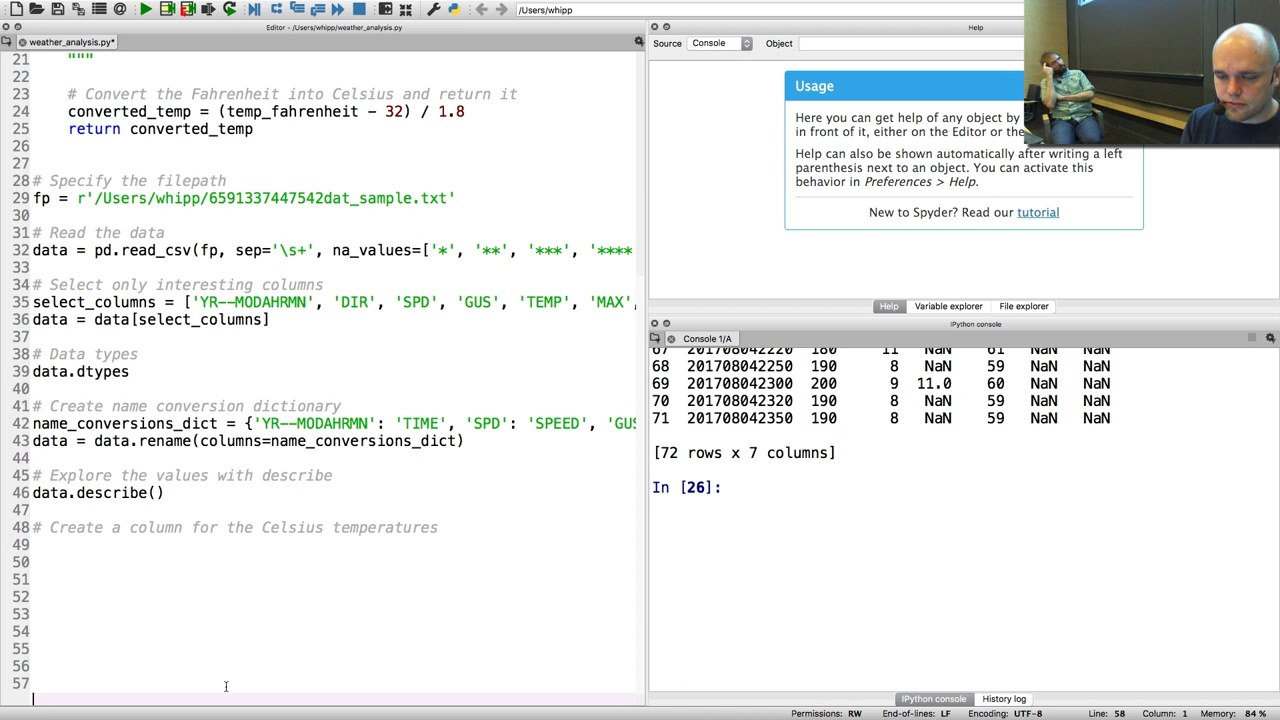 /Users/whipp
Editor - /Users/whipp/weather_analysis.py
weather_analysis.py*
21 """
22
23 # Convert the Fahrenheit into Celsius and return it
24 converted_temp = (temp_fahrenheit - 32) / 1.8
25 return converted_temp
26
27
28 # Specify the filepath
29 fp = r'/Users/whipp/6591337447542dat_sample.txt'
30
31 # Read the data
32 data = pd.read_csv(fp, sep='\s+', na_values=['*', '**', '***', '****
33
34 # Select only interesting columns
35 select_columns = ['YR--MODAHRMN', 'DIR', 'SPD', 'GUS', 'TEMP', 'MAX',
36 data = data[select_columns]
37
38 # Data types
39 data.dtypes
40
41 # Create name conversion dictionary
42 name_conversions_dict = {'YR--MODAHRMN': 'TIME', 'SPD': 'SPEED', 'GUS
43 data = data.rename(columns=name_conversions_dict)
44
45 # Explore the values with describe
46 data.describe()
47
48 # Create a column for the Celsius temperatures
49
50
51
52
53
54
55
56
57
Help
Source Console Object
Usage
Here you can get help of any object by
in front of it, either on the Editor or the
Help can also be shown automatically after writing a left
parenthesis next to an object. You can activate this
behavior in Preferences > Help.
New to Spyder? Read our tutorial
Help Variable explorer File explorer
IPython console
Console 1/A
67 201708042220 180 11 NaN 61 NaN NaN
68 201708042250 190 8 NaN 59 NaN NaN
69 201708042300 200 9 11.0 60 NaN NaN
70 201708042320 190 8 NaN 59 NaN NaN
71 201708042350 190 8 NaN 59 NaN NaN
[72 rows x 7 columns]
In [26]:
IPython console History log
Permissions: RW End-of-lines: LF Encoding: UTF-8 Line: 58 Column: 1 Memory: 84 %